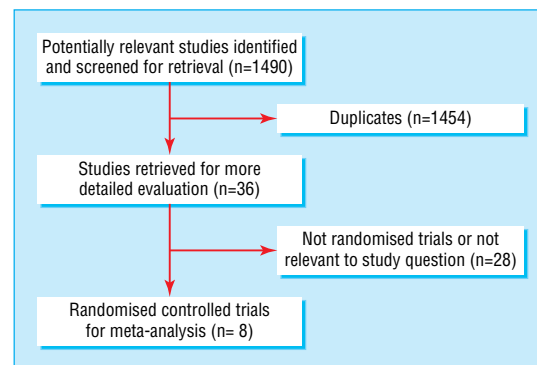 Potentially relevant studies identified
and screened for retrieval (n=1490)
Duplicates (n=1454)
Studies retrieved for more
detailed evaluation (n=36)
Not randomised trials or not
relevant to study question (n=28)
Randomised controlled trials
for meta-analysis (n= 8)